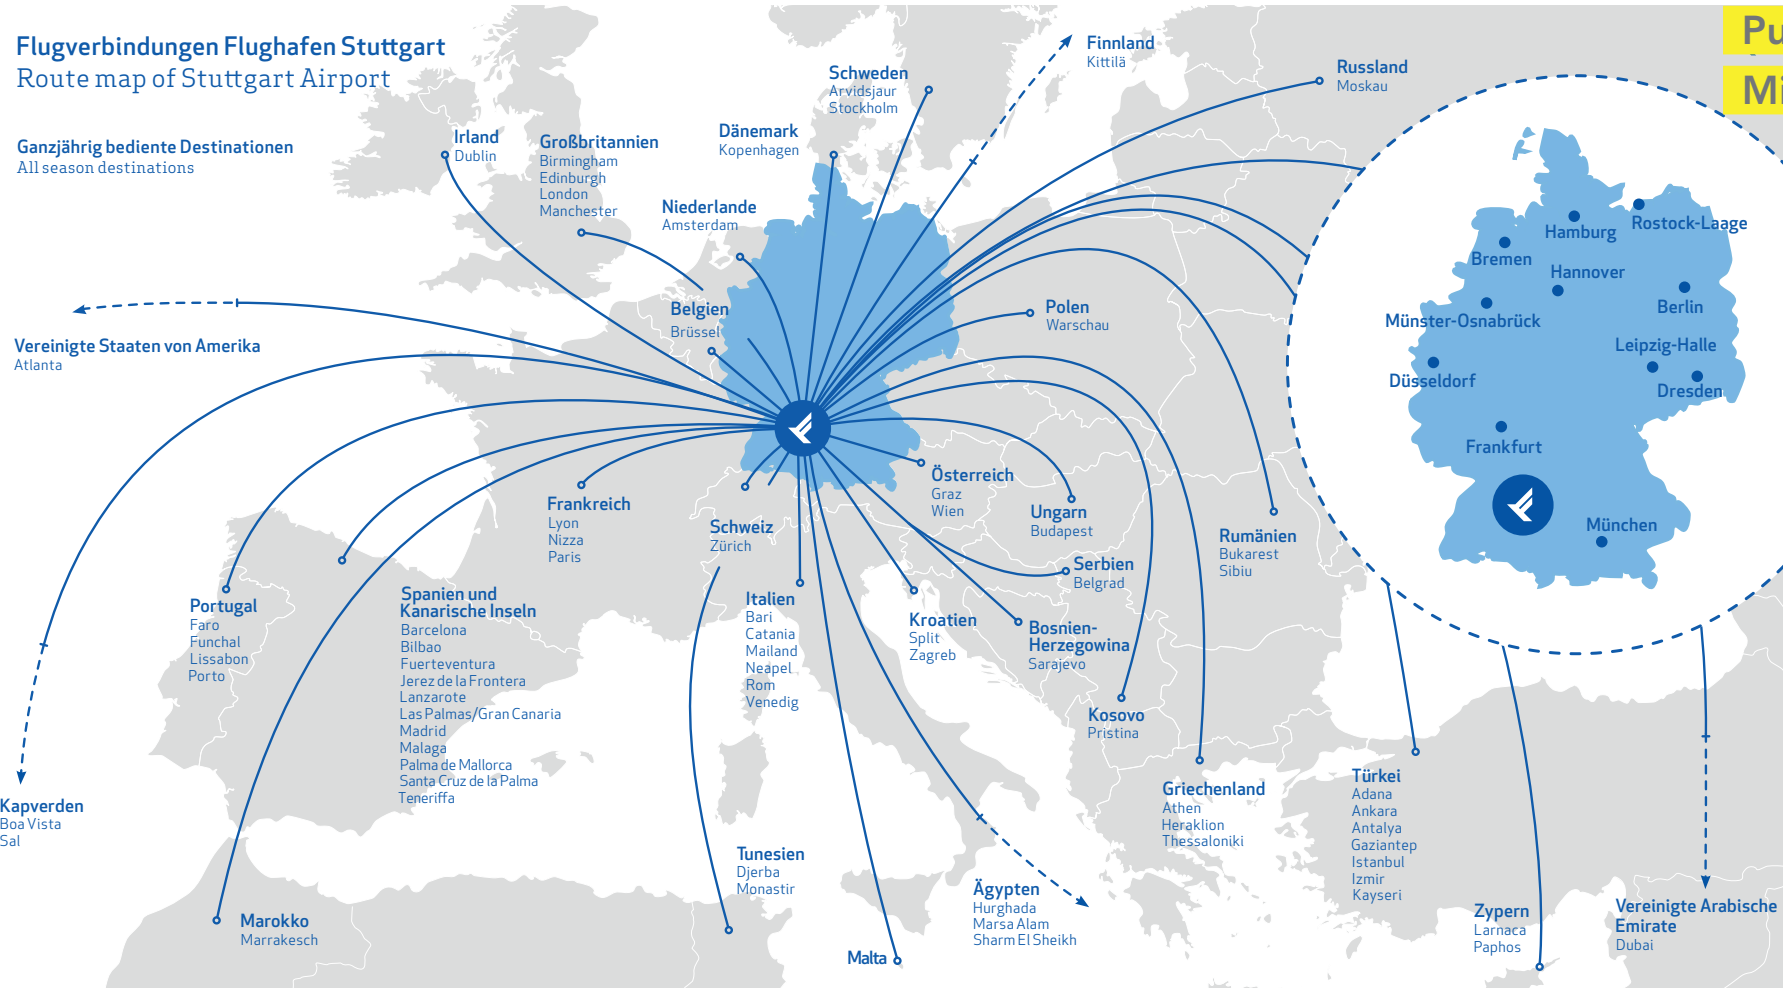 Flugverbindungen Flughafen Stuttgart
Route map of Stuttgart Airport
Ganzjährig bediente Destinationen
All season destinations
Pu
Mi
Irland
Dublin
Großbritannien
Birmingham
Edinburgh
London
Manchester
Niederlande
Amsterdam
Dänemark
Kopenhagen
Schweden
Arvidsjaur
Stockholm
Finnland
Kittilä
Russland
Moskau
Belgien
Brüssel
Polen
Warschau
Vereinigte Staaten von Amerika
Atlanta
Hamburg
Rostock-Laage
Bremen
Hannover
Berlin
Münster-Osnabrück
Leipzig-Halle
Düsseldorf
Dresden
Frankfurt
München
Österreich
Graz
Wien
Ungarn
Budapest
Rumänien
Bukarest
Sibiu
Serbien
Belgrad
Frankreich
Lyon
Nizza
Paris
Schweiz
Zürich
Portugal
Faro
Funchal
Lissabon
Porto
Spanien und
Kanarische Inseln
Barcelona
Bilbao
Fuerteventura
Jerez de la Frontera
Lanzarote
Las Palmas/Gran Canaria
Madrid
Malaga
Palma de Mallorca
Santa Cruz de la Palma
Teneriffa
Italien
Bari
Catania
Mailand
Neapel
Rom
Venedig
Kroatien
Split
Zagreb
Bosnien-
Herzegowina
Sarajevo
Kosovo
Pristina
Griechenland
Athen
Heraklion
Thessaloniki
Türkei
Adana
Ankara
Antalya
Gaziantep
Istanbul
Izmir
Kayseri
Kapverden
Boa Vista
Sal
Marokko
Marrakesch
Tunesien
Djerba
Monastir
Malta
Ägypten
Hurghada
Marsa Alam
Sharm El Sheikh
Zypern
Larnaca
Paphos
Vereinigte Arabische
Emirate
Dubai